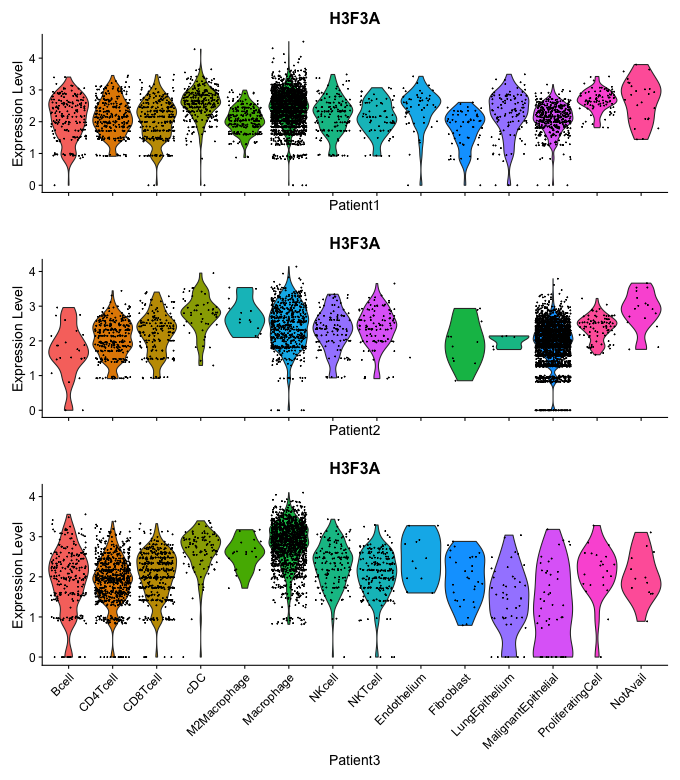 H3F3A
Expression Level
4
3
2
1
0
Patient1
H3F3A
Expression Level
4
3
2
1
0
Patient2
H3F3A
Expression Level
4
3
2
1
0
Bcell
CD4Tcell
CD8Tcell
cDC
M2Macrophage
Macrophage
NKcell
NKTcell
Endothelium
Fibroblast
LungEpithelium
MalignantEpithelial
ProliferatingCell
NotAvail
Patient3